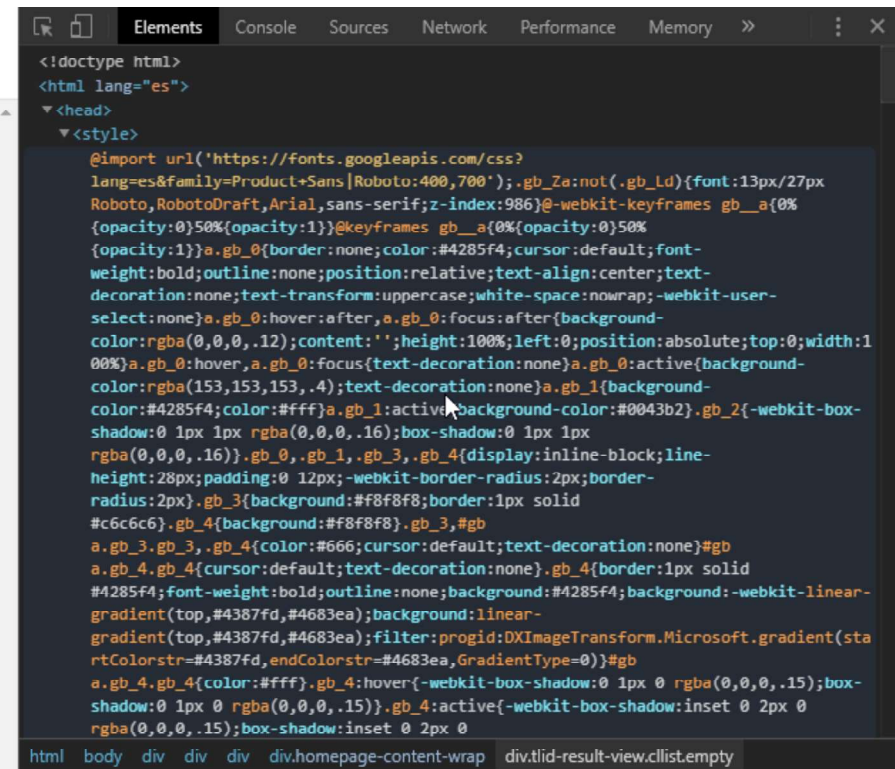 Elements Console Sources Network Performance Memory »
<!doctype html>
<html lang="es">
▼<head>
▼<style>
@import url('https://fonts.googleapis.com/css?
lang=es&family=Product+Sans|Roboto:400,700');.gb_Za:not(.gb_Ld){font:13px/27px
Roboto,RobotoDraft,Arial,sans-serif;z-index:986}@-webkit-keyframes gb__a{0%
{opacity:0}50%{opacity:1}}@keyframes gb__a{0%{opacity:0}50%
{opacity:1}}a.gb_0{border:none;color:#4285f4;cursor:default;font-
weight:bold;outline:none;position:relative;text-align:center;text-
decoration:none;text-transform:uppercase;white-space:nowrap;-webkit-user-
select:none}a.gb_0:hover:after,a.gb_0:focus:after{background-
color:rgba(0,0,0,.12);content:'';height:100%;left:0;position:absolute;top:0;width:1
00%}a.gb_0:hover,a.gb_0:focus{text-decoration:none}a.gb_0:active{background-
color:rgba(153,153,153,.4);text-decoration:none}a.gb_1{background-
color:#4285f4;color:#fff}a.gb_1:active{background-color:#0043b2}.gb_2{-webkit-box-
shadow:0 1px 1px rgba(0,0,0,.16);box-shadow:0 1px 1px
rgba(0,0,0,.16)}.gb_0,.gb_1,.gb_3,.gb_4{display:inline-block;line-
height:28px;padding:0 12px;-webkit-border-radius:2px;border-
radius:2px}.gb_3{background:#f8f8f8;border:1px solid
#c6c6c6}.gb_4{background:#f8f8f8}.gb_3,#gb
a.gb_3.gb_3,.gb_4{color:#666;cursor:default;text-decoration:none}#gb
a.gb_4.gb_4{cursor:default;text-decoration:none}.gb_4{border:1px solid
#4285f4;font-weight:bold;outline:none;background:#4285f4;background:-webkit-linear-
gradient(top,#4387fd,#4683ea);background:linear-
gradient(top,#4387fd,#4683ea);filter:progid:DXImageTransform.Microsoft.gradient(sta
rtColorstr=#4387fd,endColorstr=#4683ea,GradientType=0)}#gb
a.gb_4.gb_4{color:#fff}.gb_4:hover{-webkit-box-shadow:0 1px 0 rgba(0,0,0,.15);box-
shadow:0 1px 0 rgba(0,0,0,.15)}.gb_4:active{-webkit-box-shadow:inset 0 2px 0
rgba(0,0,0,.15);box-shadow:inset 0 2px 0
html body div div div div.homepage-content-wrap div.tlid-result-view.cllist.empty